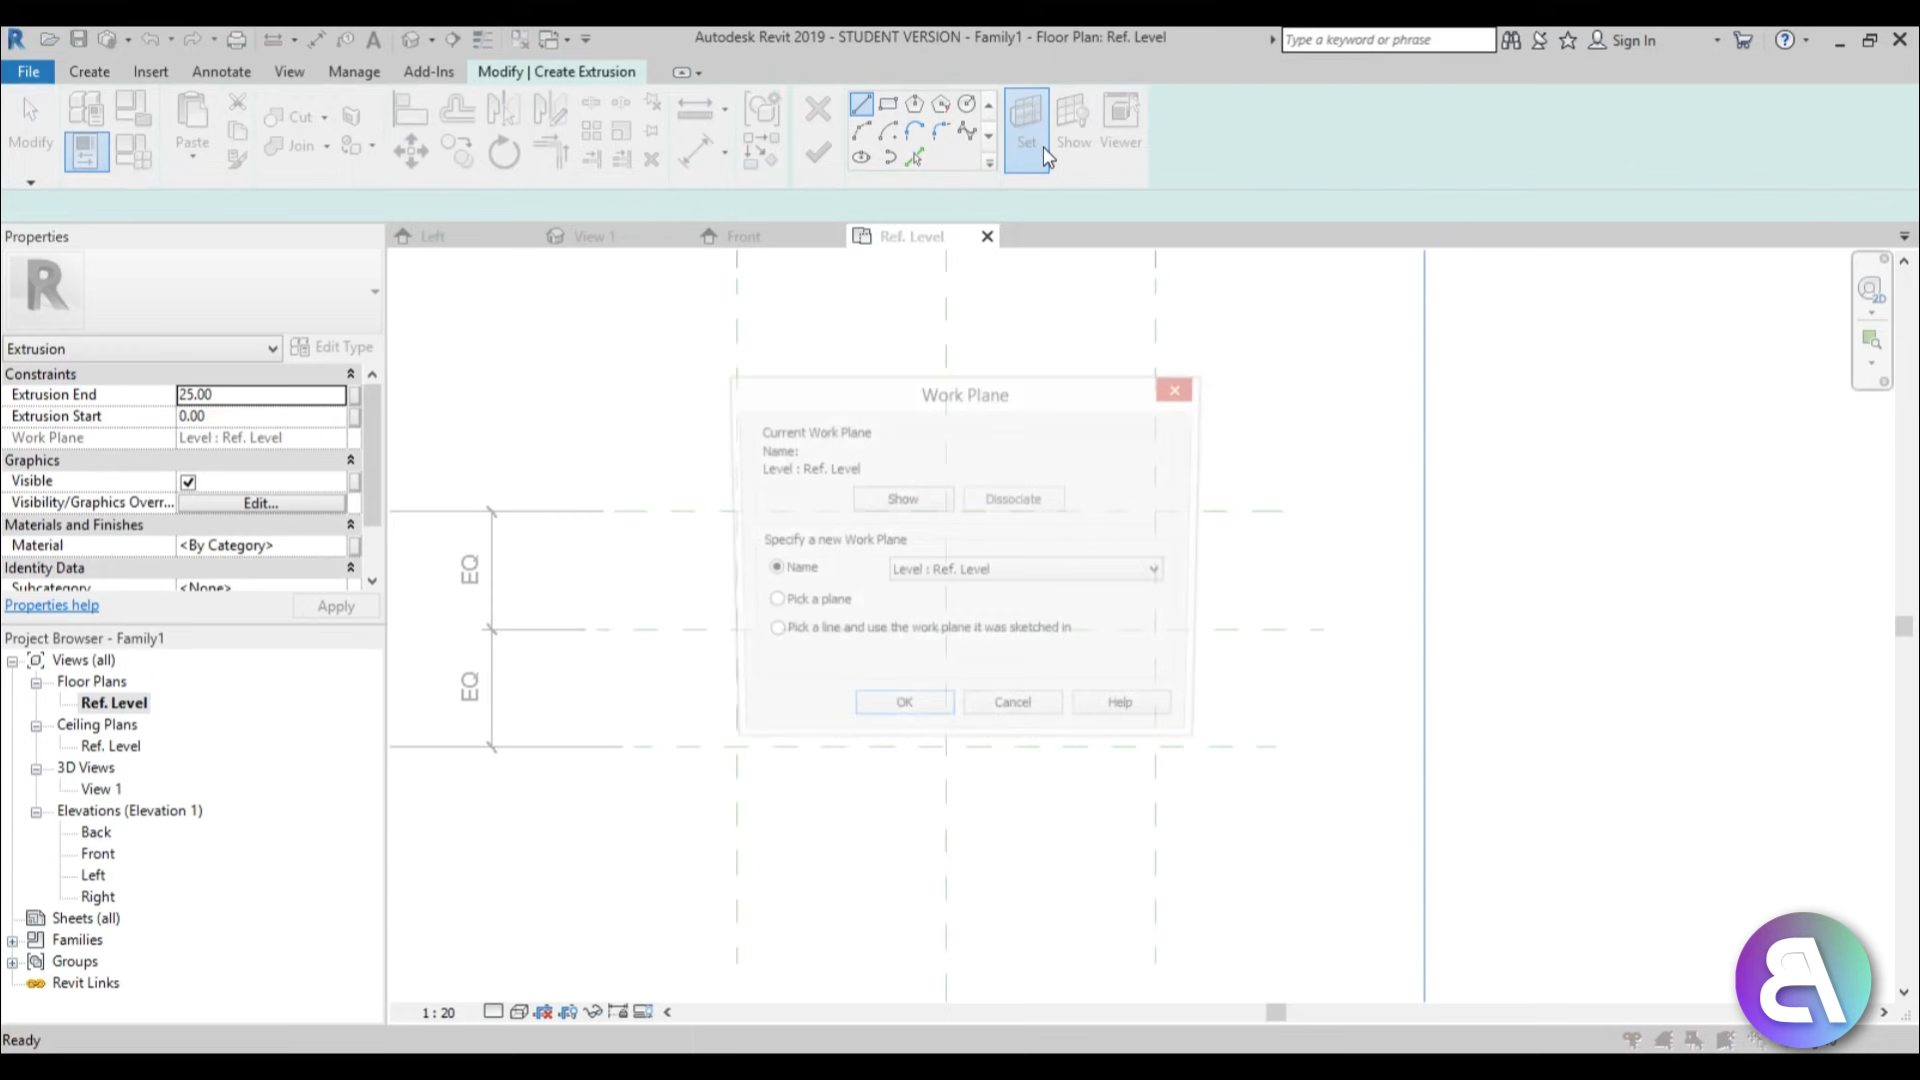 Autodesk Revit 2019 - STUDENT VERSION - Family1 - Floor Plan: Ref. Level
Type a keyword or phrase
Sign In
File
Create
Insert
Annotate
View
Manage
Add-Ins
Modify | Create Extrusion
Modify
Paste
Cut
Join
Set
Show
Viewer
Properties
Left
View 1
Front
Ref. Level
R
Extrusion
Edit Type
Constraints
Extrusion End
25.00
Extrusion Start
0.00
Work Plane
Level : Ref. Level
Graphics
Visible
Visibility/Graphics Overr...
Edit...
Materials and Finishes
Material
<By Category>
Identity Data
Subcategory
<None>
Properties help
Apply
Project Browser - Family1
Views (all)
Floor Plans
Ref. Level
Ceiling Plans
Ref. Level
3D Views
View 1
Elevations (Elevation 1)
Back
Front
Left
Right
Sheets (all)
Families
Groups
Revit Links
EQ
EQ
Work Plane
Current Work Plane
Name:
Level : Ref. Level
Show
Dissociate
Specify a new Work Plane
Name
Level : Ref. Level
Pick a plane
Pick a line and use the work plane it was sketched in
OK
Cancel
Help
2D
1 : 20
Ready